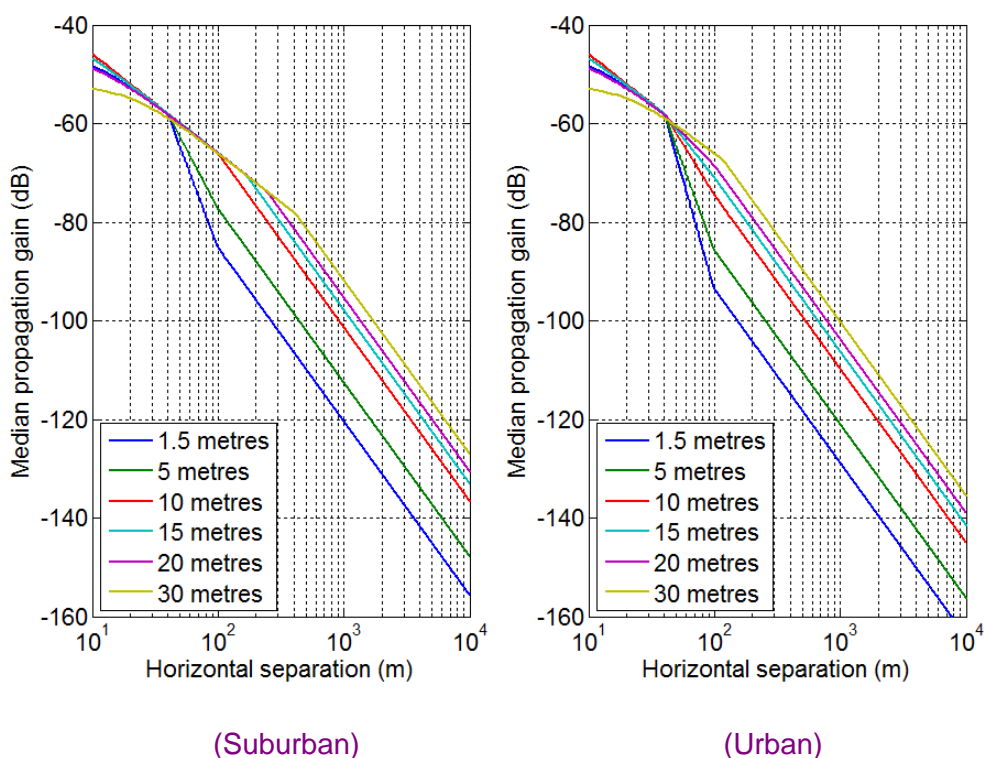 -40
-60
-80
-100
-120
-140
-160
Median propagation gain (dB)
1.5 metres
5 metres
10 metres
15 metres
20 metres
30 metres
10^1 10^2 10^3 10^4
Horizontal separation (m)
(Suburban)
-40
-60
-80
-100
-120
-140
-160
Median propagation gain (dB)
1.5 metres
5 metres
10 metres
15 metres
20 metres
30 metres
10^1 10^2 10^3 10^4
Horizontal separation (m)
(Urban)